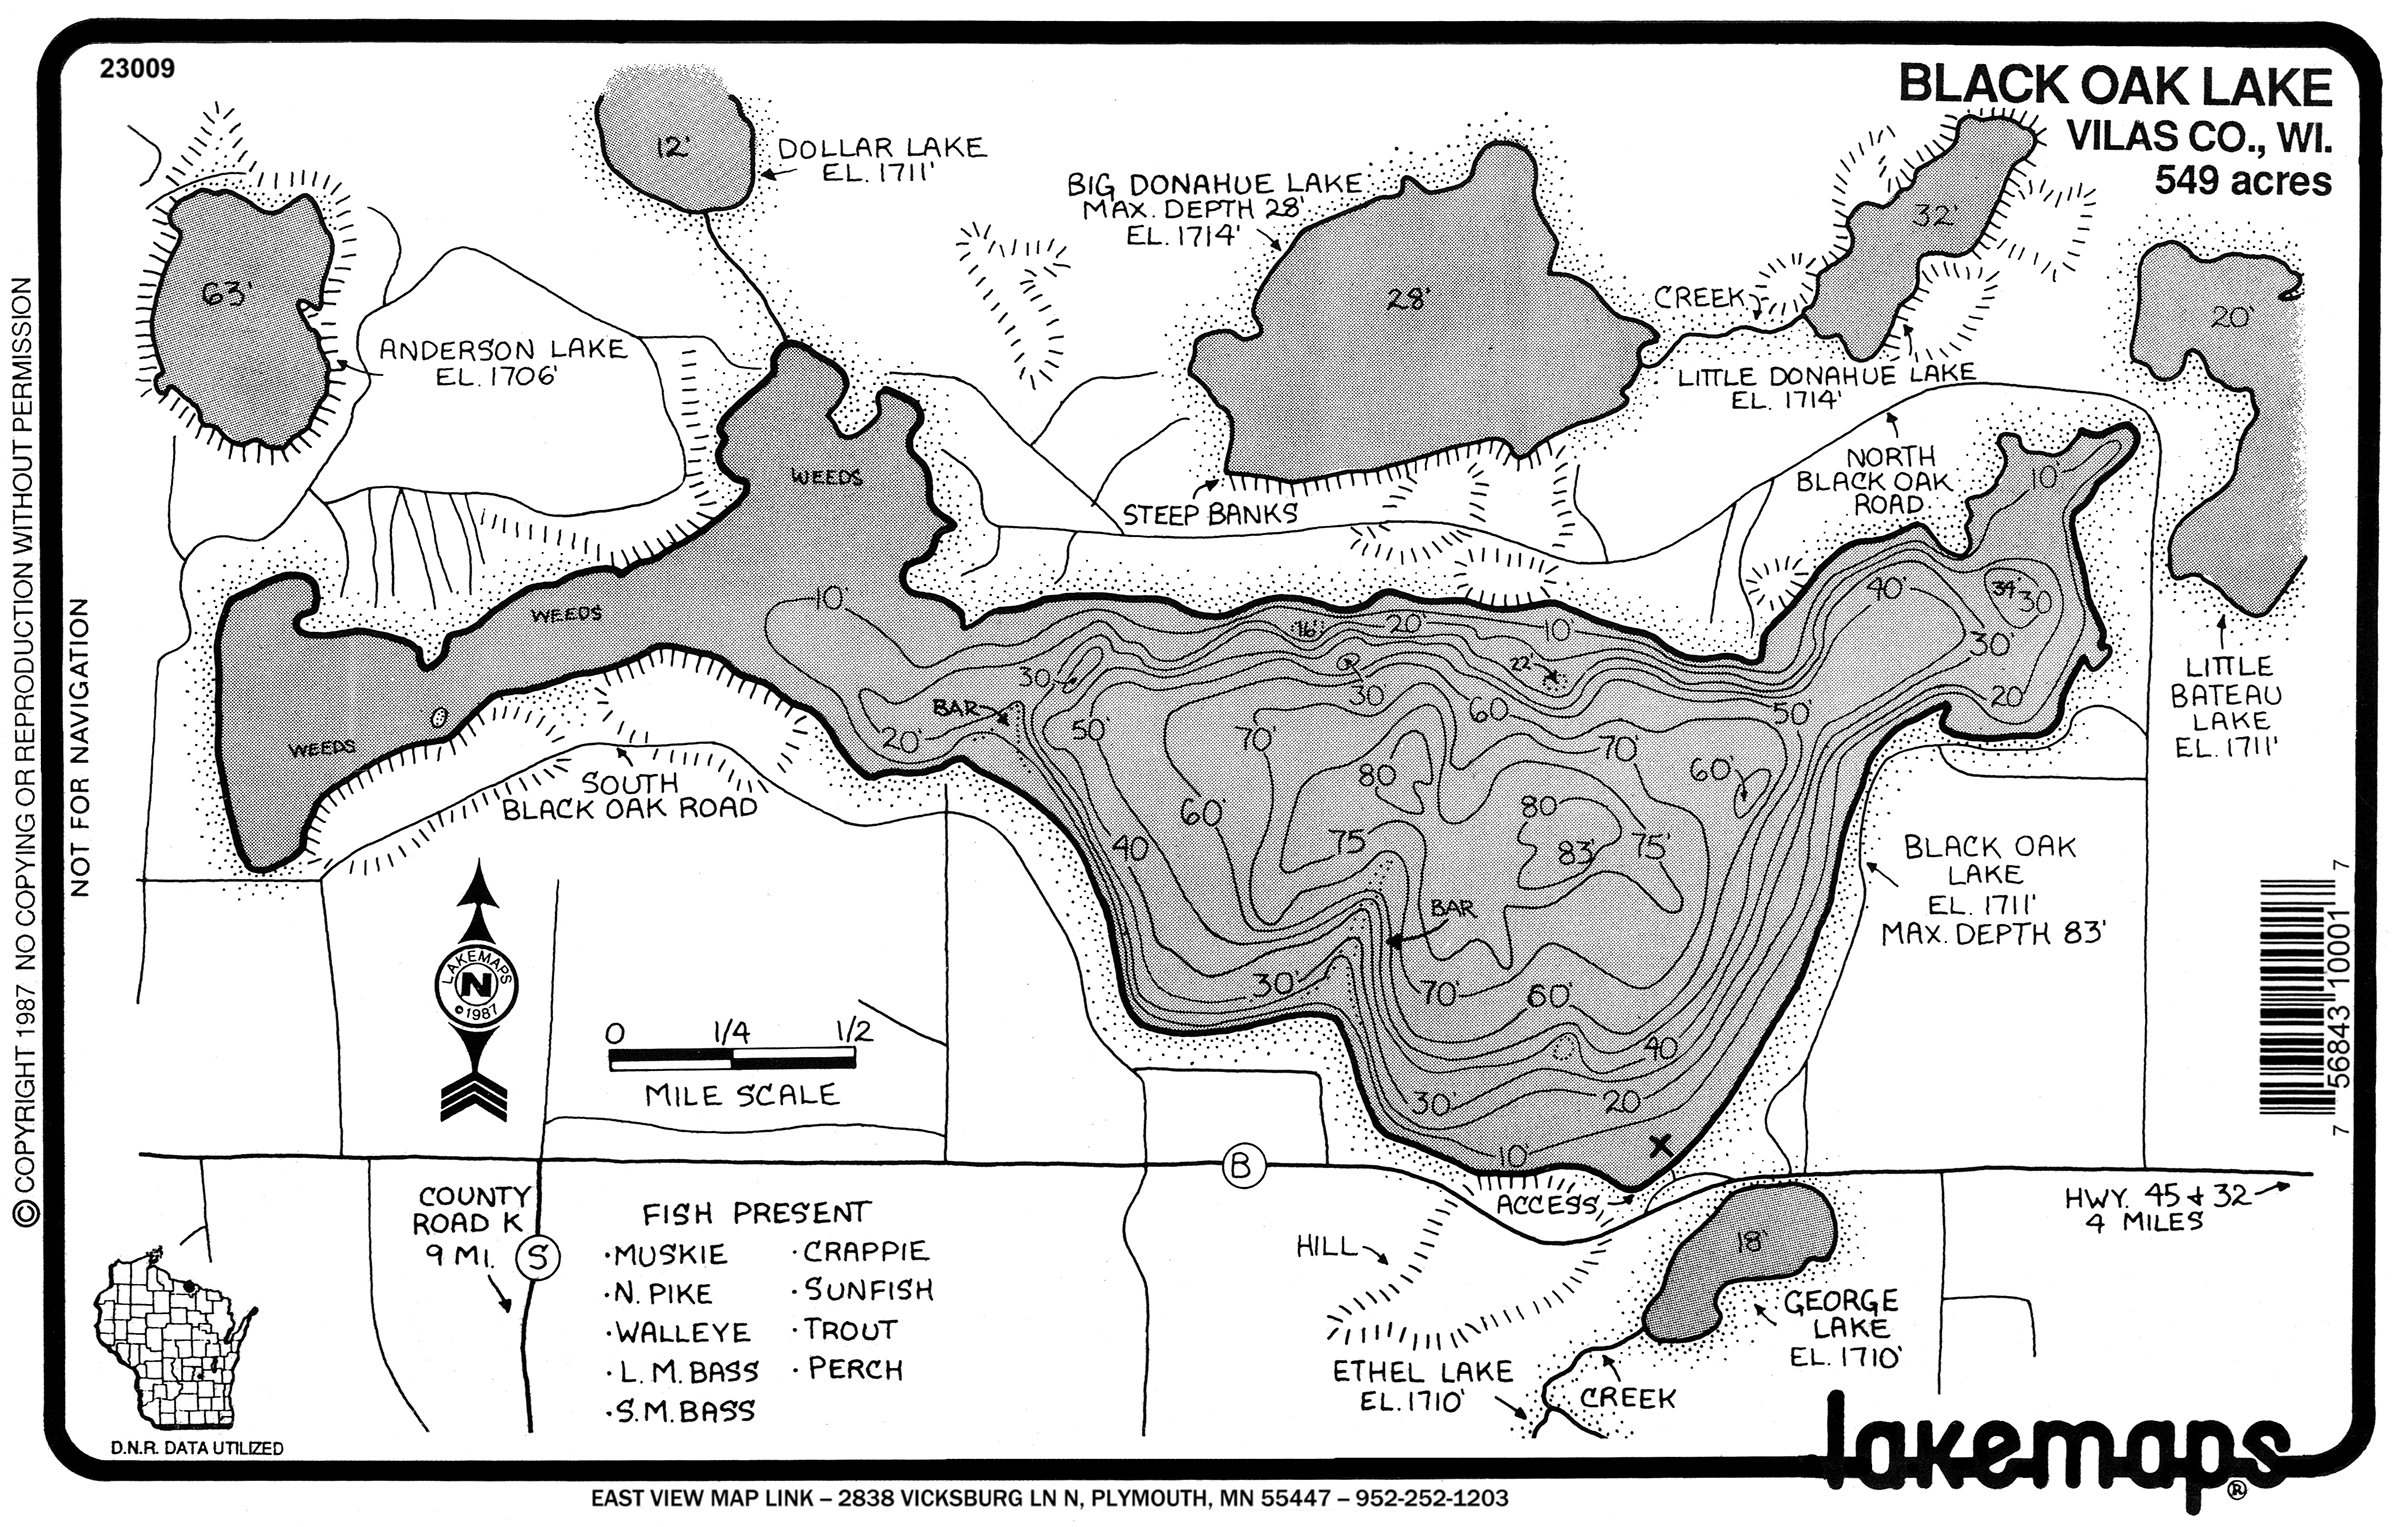 23009
BLACK OAK LAKE
VILAS CO., WI.
549 acres
12'
DOLLAR LAKE
EL. 1711'
BIG DONAHUE LAKE
MAX. DEPTH 28'
EL. 1714'
28'
32'
CREEK
LITTLE DONAHUE LAKE
EL. 1714'
20'
63'
ANDERSON LAKE
EL. 1706'
NORTH
BLACK OAK
ROAD
STEEP BANKS
WEEDS
WEEDS
WEEDS
10'
10'
40'
34'
30
30'
20'
16'
20'
10'
22'
30
30
BAR
20'
50'
70'
60
70'
50'
60'
80
80
83'
75'
75
60'
40
BAR
30'
70'
60'
40
30'
20
10'
LITTLE
BATEAU
LAKE
EL. 1711'
SOUTH
BLACK OAK ROAD
BLACK OAK
LAKE
EL. 1711'
MAX. DEPTH 83'
LAKEMAPS
N
©1987
0 1/4 1/2
MILE SCALE
B
ACCESS
HWY. 45 & 32
4 MILES
COUNTY
ROAD K
9 MI.
S
FISH PRESENT
·MUSKIE ·CRAPPIE
·N. PIKE ·SUNFISH
·WALLEYE ·TROUT
·L.M. BASS ·PERCH
·S.M. BASS
HILL
18'
GEORGE
LAKE
EL. 1710'
ETHEL LAKE
EL. 1710'
CREEK
D.N.R. DATA UTILIZED
lakemaps®
EAST VIEW MAP LINK – 2838 VICKSBURG LN N, PLYMOUTH, MN 55447 – 952-252-1203
© COPYRIGHT 1987 NO COPYING OR REPRODUCTION WITHOUT PERMISSION
NOT FOR NAVIGATION
7 56843 10001 7